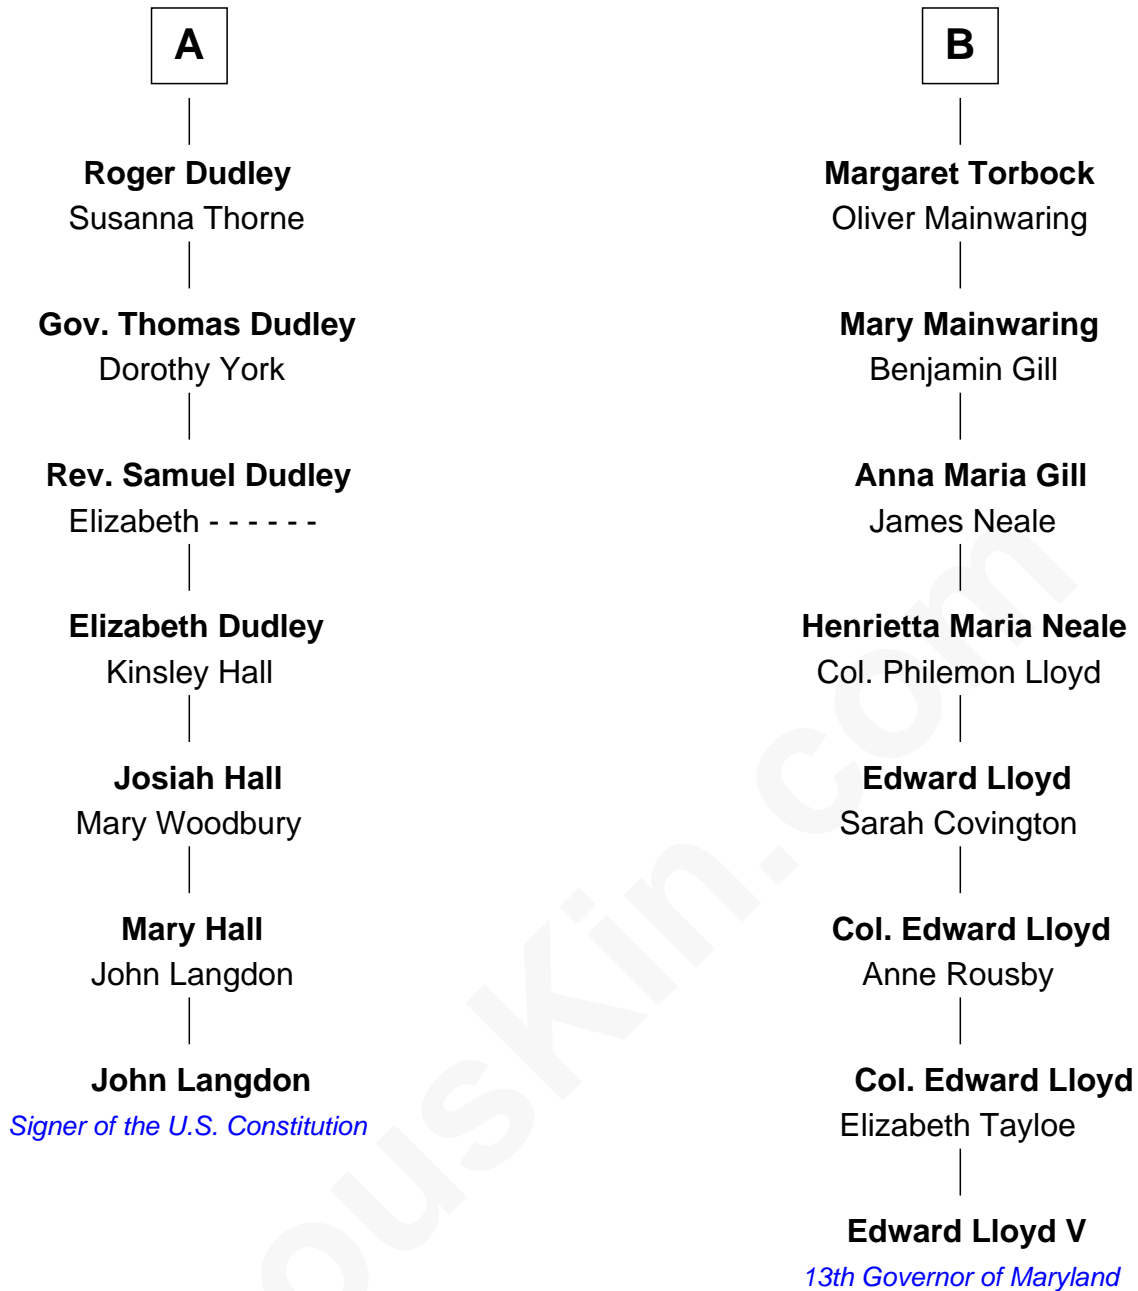 A
Roger Dudley
Susanna Thorne
Gov. Thomas Dudley
Dorothy York
Rev. Samuel Dudley
Elizabeth - - - - - -
Elizabeth Dudley
Kinsley Hall
Josiah Hall
Mary Woodbury
Mary Hall
John Langdon
John Langdon
Signer of the U.S. Constitution
B
Margaret Torbock
Oliver Mainwaring
Mary Mainwaring
Benjamin Gill
Anna Maria Gill
James Neale
Henrietta Maria Neale
Col. Philemon Lloyd
Edward Lloyd
Sarah Covington
Col. Edward Lloyd
Anne Rousby
Col. Edward Lloyd
Elizabeth Tayloe
Edward Lloyd V
13th Governor of Maryland
ouskin.com